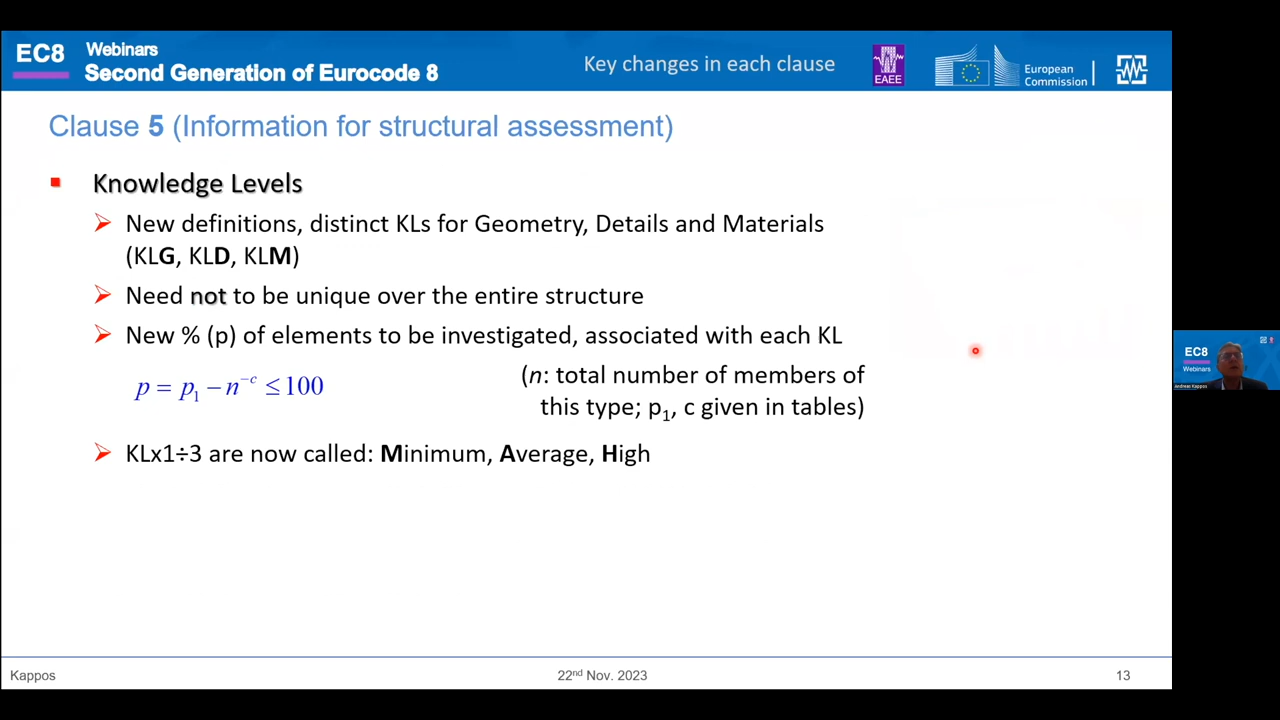 EC8
Webinars
Second Generation of Eurocode 8
Key changes in each clause
EAEE
European
Commission
Clause 5 (Information for structural assessment)
Knowledge Levels
New definitions, distinct KLs for Geometry, Details and Materials
(KLG, KLD, KLM)
Need not to be unique over the entire structure
New % (p) of elements to be investigated, associated with each KL
p = p₁ − n⁻ᶜ ≤ 100
(n: total number of members of
this type; p₁, c given in tables)
KLx1÷3 are now called: Minimum, Average, High
EC8
Webinars
Andreas Kappos
Kappos
22nd Nov. 2023
13